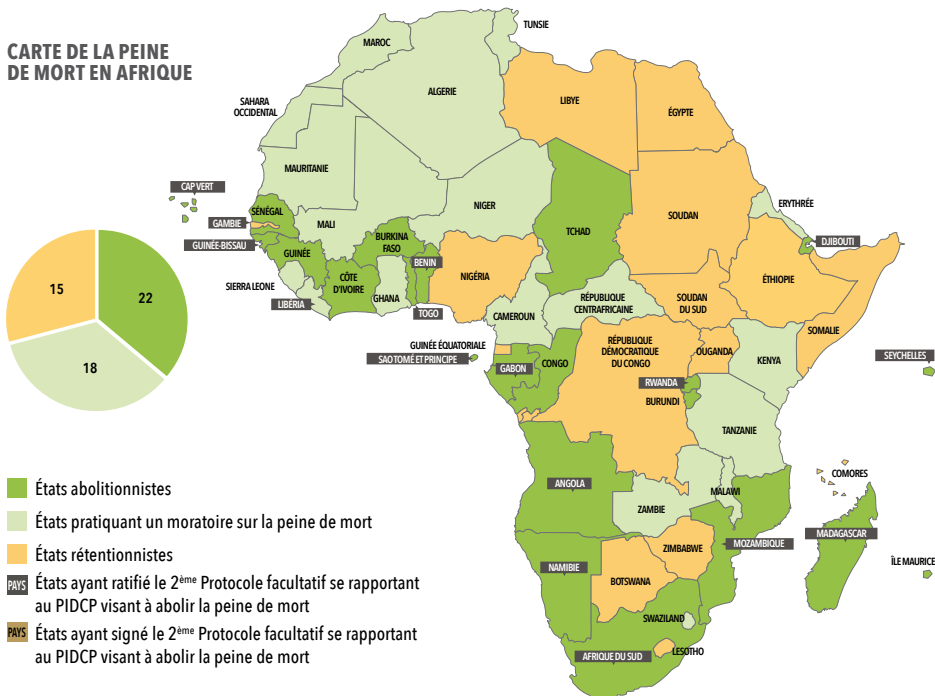 CARTE DE LA PEINE
DE MORT EN AFRIQUE
TUNSIE
MAROC
ALGERIE
LIBYE
ÉGYPTE
SAHARA
OCCIDENTAL
MAURITANIE
MALI
NIGER
TCHAD
SOUDAN
ERYTHRÉE
CAP VERT
SÉNÉGAL
GAMBIE
GUINÉE-BISSAU
GUINÉE
BURKINA
FASO
BENIN
NIGÉRIA
DJIBOUTI
ÉTHIOPIE
SIERRA LEONE
LIBÉRIA
CÔTE
D'IVOIRE
GHANA
TOGO
CAMEROUN
RÉPUBLIQUE
CENTRAFRICAINE
SOUDAN
DU SUD
SOMALIE
GUINÉE ÉQUATORIALE
SAO TOMÉ ET PRINCIPE
GABON
CONGO
RÉPUBLIQUE
DÉMOCRATIQUE
DU CONGO
OUGANDA
KENYA
SEYCHELLES
RWANDA
BURUNDI
TANZANIE
COMORES
ANGOLA
ZAMBIE
MALAWI
MOZAMBIQUE
MADAGASCAR
ÎLE MAURICE
NAMIBIE
BOTSWANA
ZIMBABWE
SWAZILAND
AFRIQUE DU SUD
LESOTHO
15
22
18
États abolitionnistes
États pratiquant un moratoire sur la peine de mort
États rétentionnistes
PAYS États ayant ratifié le 2ème Protocole facultatif se rapportant
au PIDCP visant à abolir la peine de mort
PAYS États ayant signé le 2ème Protocole facultatif se rapportant
au PIDCP visant à abolir la peine de mort